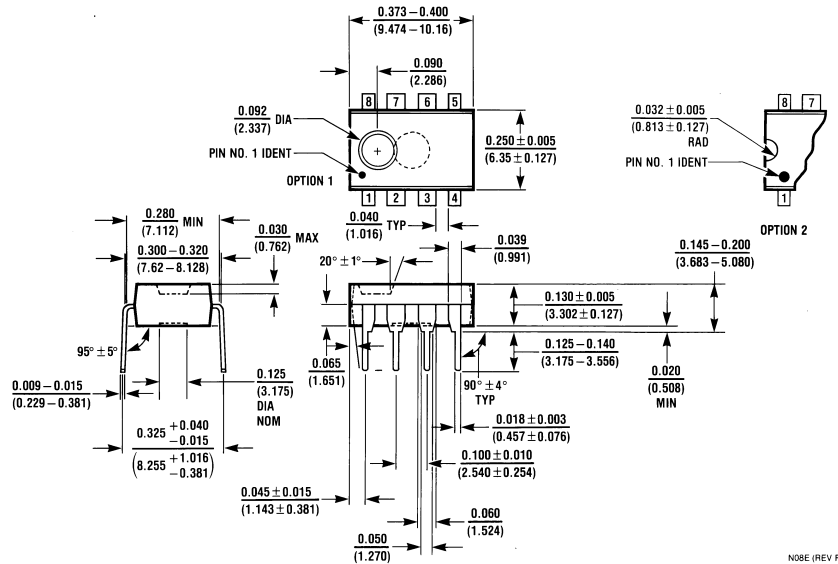 0.373 – 0.400
(9.474 – 10.16)
0.090
(2.286)
8 7 6 5
0.092 DIA
(2.337)
PIN NO. 1 IDENT
OPTION 1
+
0.250 ± 0.005
(6.35 ± 0.127)
1 2 3 4
0.032 ± 0.005
(0.813 ± 0.127)
RAD
PIN NO. 1 IDENT
8 7
1
OPTION 2
0.280 MIN
(7.112)
0.030 MAX
(0.762)
0.300 – 0.320
(7.62 – 8.128)
0.040 TYP
(1.016)
0.039
(0.991)
20° ± 1°
0.145 – 0.200
(3.683 – 5.080)
0.130 ± 0.005
(3.302 ± 0.127)
0.125 – 0.140
(3.175 – 3.556)
0.020
(0.508)
MIN
95° ± 5°
0.065
(1.651)
90° ± 4°
TYP
0.009 – 0.015
(0.229 – 0.381)
0.125
(3.175)
DIA
NOM
0.018 ± 0.003
(0.457 ± 0.076)
0.325 +0.040
–0.015
(8.255 +1.016
–0.381)
0.100 ± 0.010
(2.540 ± 0.254)
0.045 ± 0.015
(1.143 ± 0.381)
0.060
(1.524)
0.050
(1.270)
N08E (REV F